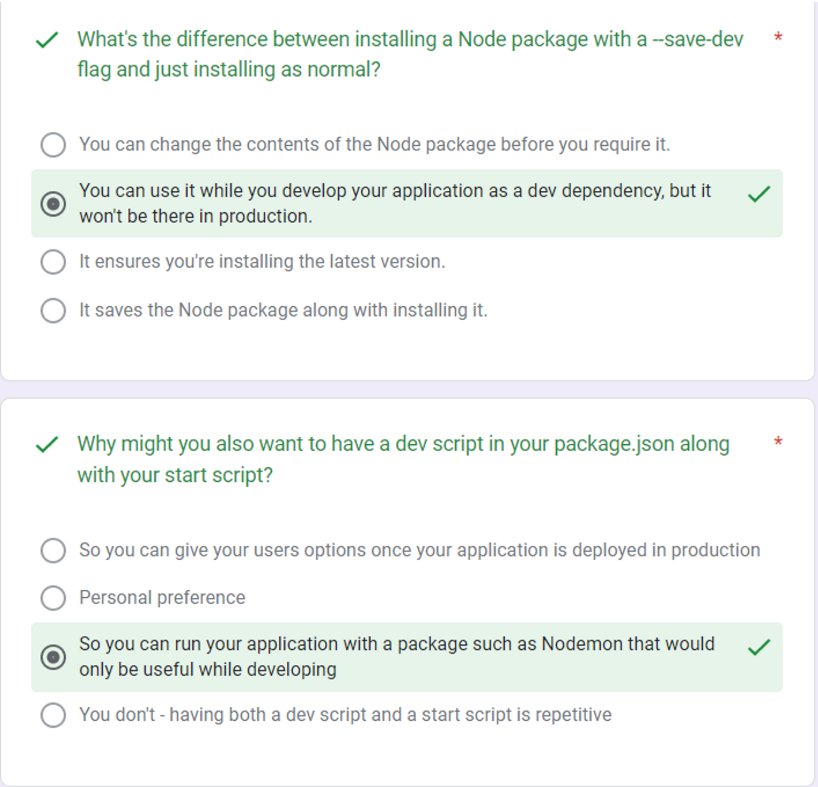 What's the difference between installing a Node package with a --save-dev *
flag and just installing as normal?
You can change the contents of the Node package before you require it.
You can use it while you develop your application as a dev dependency, but it
won't be there in production.
It ensures you're installing the latest version.
It saves the Node package along with installing it.
Why might you also want to have a dev script in your package.json along *
with your start script?
So you can give your users options once your application is deployed in production
Personal preference
So you can run your application with a package such as Nodemon that would
only be useful while developing
You don't - having both a dev script and a start script is repetitive